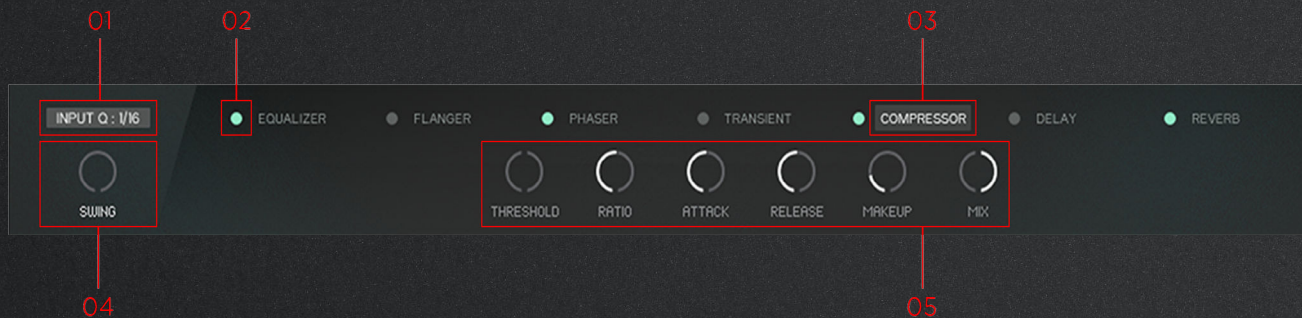 01 02 03
INPUT Q : 1/16 EQUALIZER FLANGER PHASER TRANSIENT COMPRESSOR DELAY REVERB
SWING THRESHOLD RATIO ATTACK RELEASE MAKEUP MIX
04 05